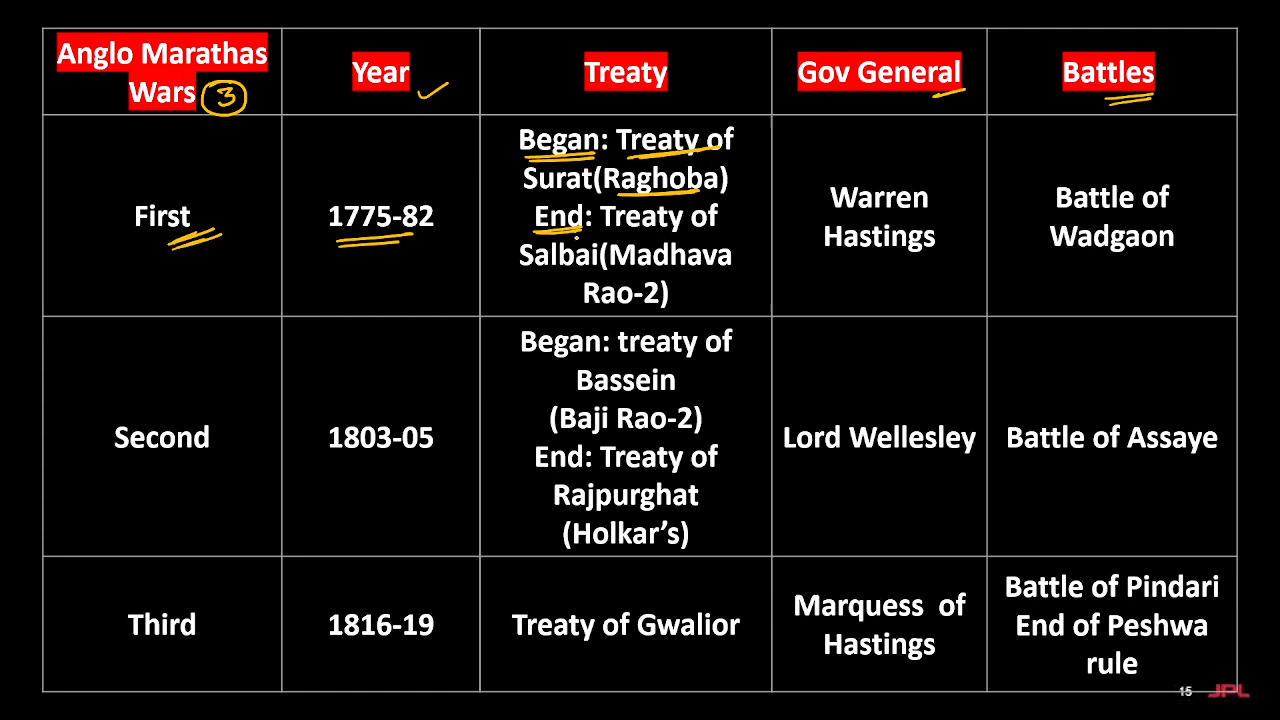 Anglo Marathas
Wars 3
Year
Treaty
Gov General
Battles
First
1775-82
Began: Treaty of
Surat(Raghoba)
End: Treaty of
Salbai(Madhava
Rao-2)
Warren
Hastings
Battle of
Wadgaon
Second
1803-05
Began: treaty of
Bassein
(Baji Rao-2)
End: Treaty of
Rajpurghat
(Holkar’s)
Lord Wellesley
Battle of Assaye
Third
1816-19
Treaty of Gwalior
Marquess of
Hastings
Battle of Pindari
End of Peshwa
rule
15 JPL